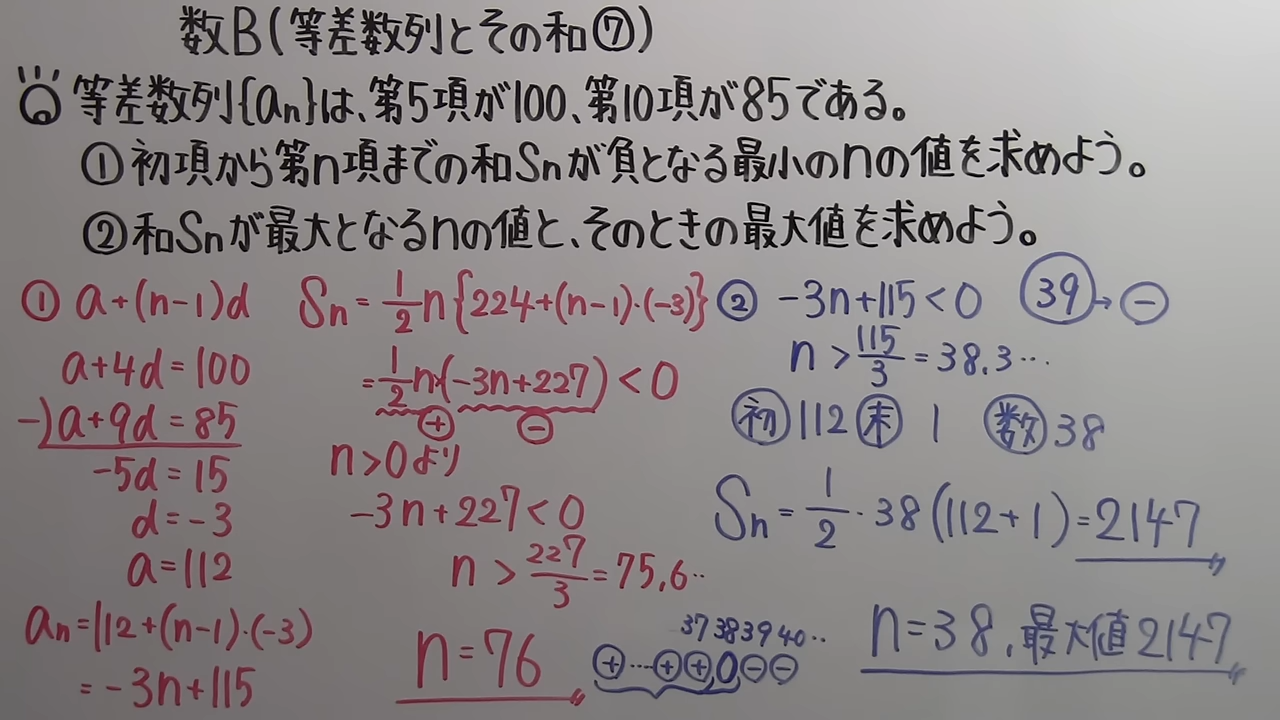 数B(等差数列とその和⑦)
等差数列{an}は、第5項が100、第10項が85である。
①初項から第n項までの和Snが負となる最小のnの値を求めよう。
②和Snが最大となるnの値と、そのときの最大値を求めよう。
① a+(n-1)d
a+4d=100
-)a+9d=85
-5d=15
d=-3
a=112
an=112+(n-1)·(-3)
=-3n+115
Sn=1/2 n{224+(n-1)·(-3)}
=1/2 n·(-3n+227)<0
⊕ ⊖
n>0より
-3n+227<0
n>227/3=75.6··
n=76
② -3n+115<0
n>115/3=38.3···
㊴→⊖
初 112 末 1 数 38
Sn=1/2·38(112+1)=2147
37 38 39 40··
⊕···⊕⊕,0⊖⊖
n=38,最大値2147